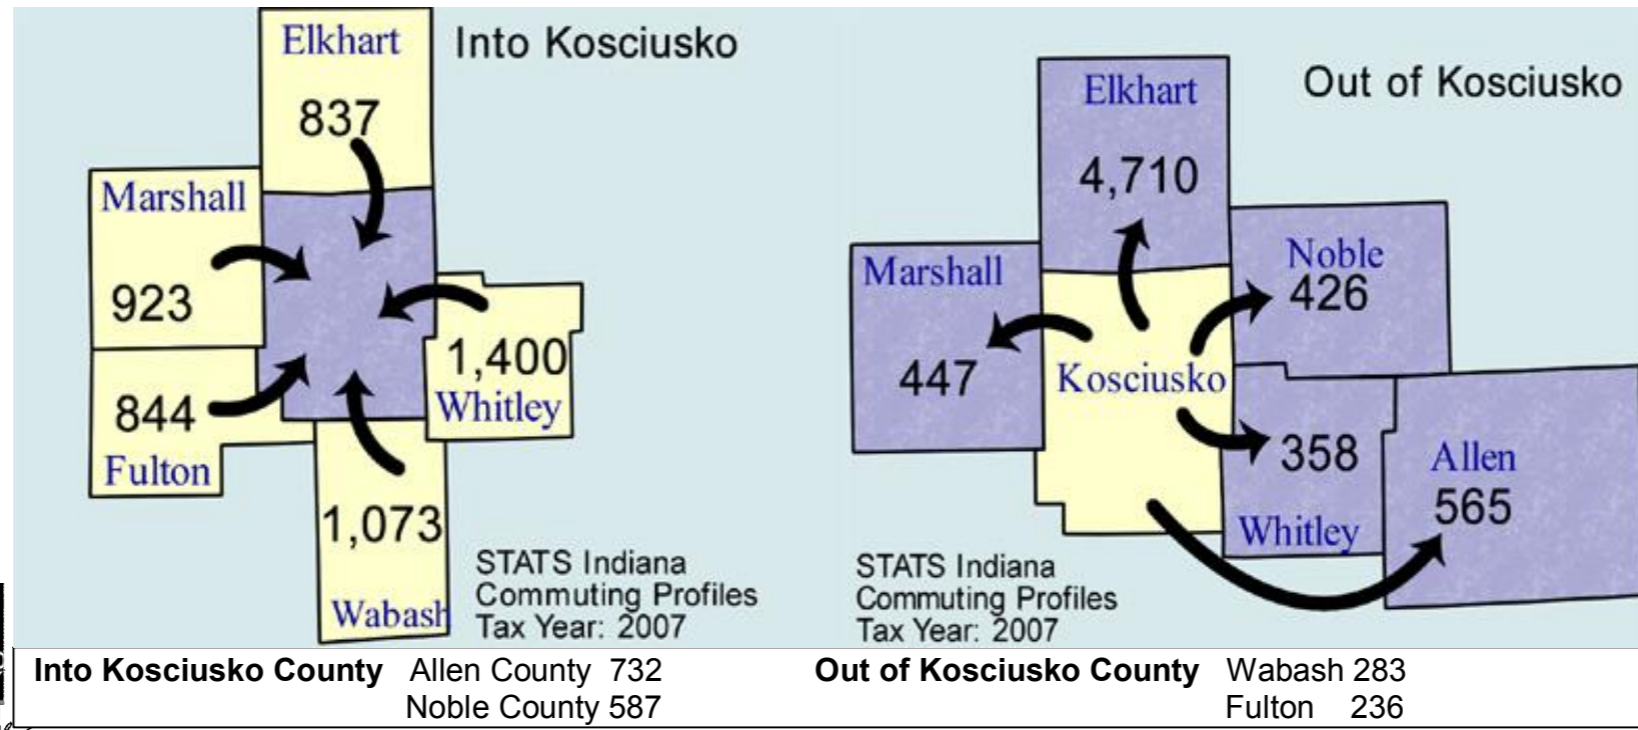 Into Kosciusko
Elkhart
837
Marshall
923
844
Fulton
1,400
Whitley
1,073
Wabash
STATS Indiana
Commuting Profiles
Tax Year: 2007
Out of Kosciusko
Elkhart
4,710
Marshall
447
Noble
426
Kosciusko
358
Whitley
Allen
565
STATS Indiana
Commuting Profiles
Tax Year: 2007
Into Kosciusko County Allen County 732
Noble County 587
Out of Kosciusko County Wabash 283
Fulton 236